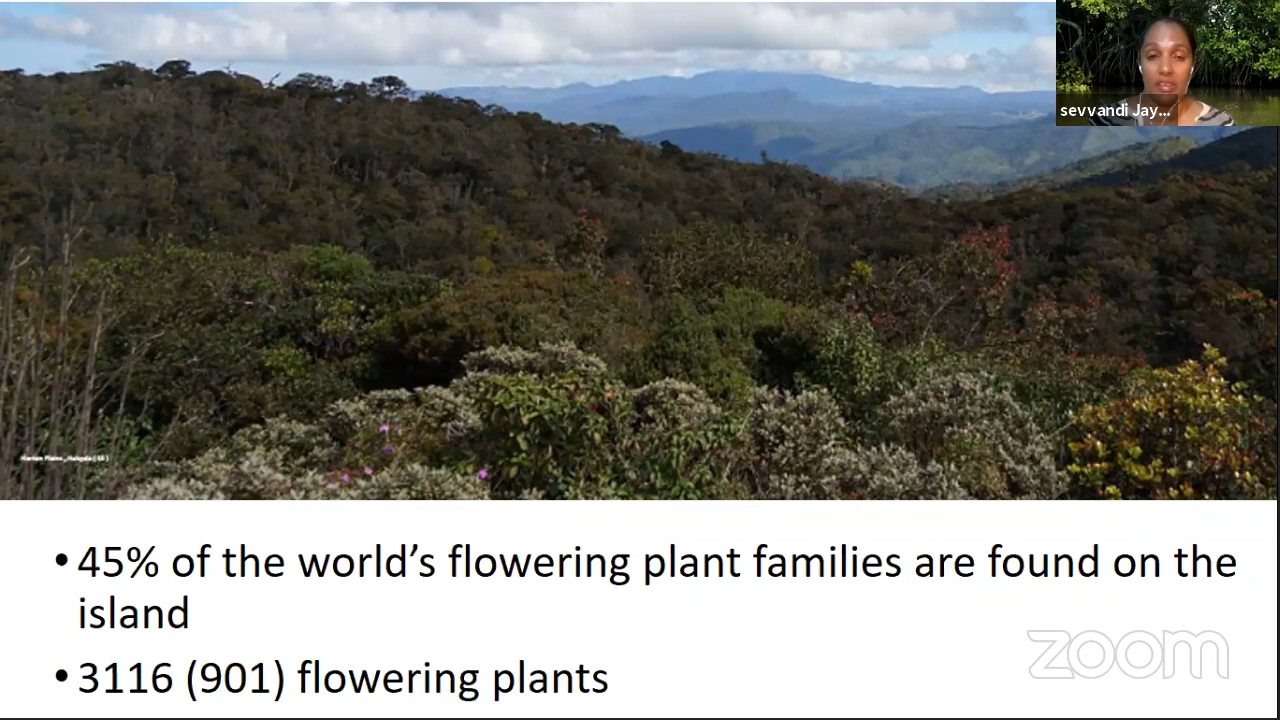 sevvandi Jay...
• 45% of the world’s flowering plant families are found on the
island
• 3116 (901) flowering plants
zoom